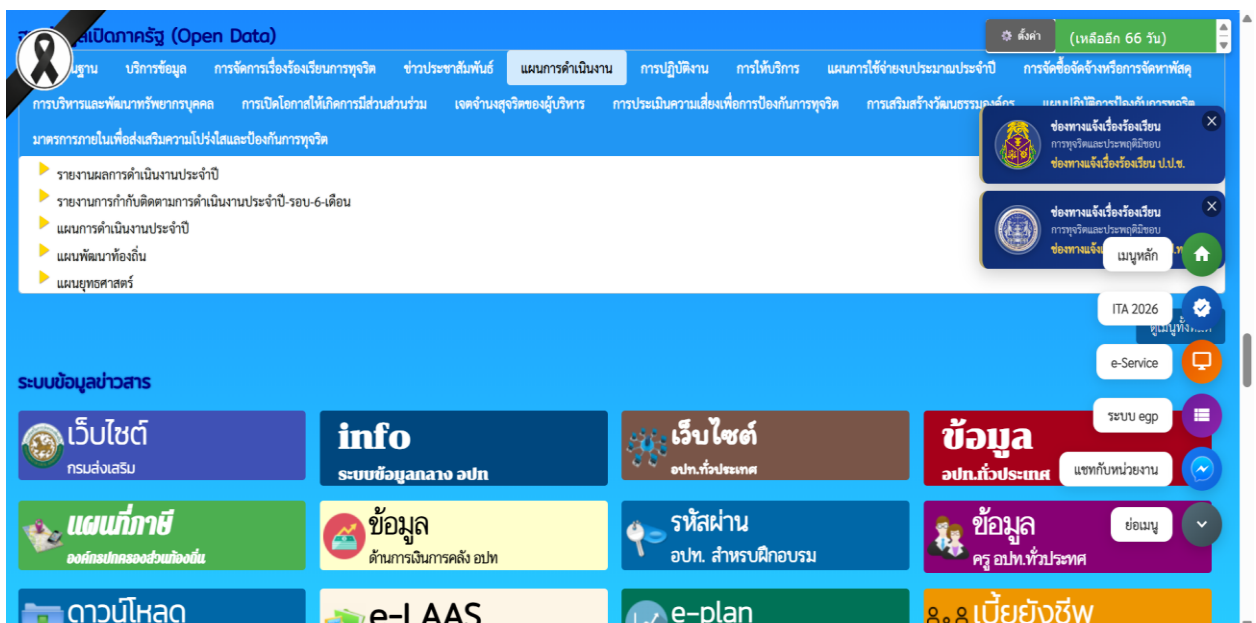 (Open Data)
ตั้งค่า
(เหลืออีก 66 วัน)
บริการข้อมูล
การจัดการเรื่องร้องเรียนการทุจริต
ข่าวประชาสัมพันธ์
แผนการดำเนินงาน
การปฏิบัติงาน
การให้บริการ
แผนการใช้จ่ายงบประมาณประจำปี
การจัดซื้อจัดจ้างหรือการจัดหาพัสดุ
การบริหารและพัฒนาทรัพยากรบุคคล
การเปิดโอกาสให้เกิดการมีส่วนส่วนร่วม
เจตจำนงสุจริตของผู้บริหาร
การประเมินความเสี่ยงเพื่อการป้องกันการทุจริต
การเสริมสร้างวัฒนธรรมองค์กร
แผนปฏิบัติการป้องกันการทุจริต
มาตรการภายในเพื่อส่งเสริมความโปร่งใสและป้องกันการทุจริต
ช่องทางแจ้งเรื่องร้องเรียน
การทุจริตและประพฤติมิชอบ
ช่องทางแจ้งเรื่องร้องเรียน ป.ป.ช.
รายงานผลการดำเนินงานประจำปี
รายงานการกำกับติดตามการดำเนินงานประจำปี-รอบ-6-เดือน
แผนการดำเนินงานประจำปี
แผนพัฒนาท้องถิ่น
แผนยุทธศาสตร์
ช่องทางแจ้งเรื่องร้องเรียน
การทุจริตและประพฤติมิชอบ
เมนูหลัก
ITA 2026
e-Service
ระบบข้อมูลข่าวสาร
เว็บไซต์
กรมส่งเสริม
info
ระบบข้อมูลกลาง อปท
เว็บไซต์
อปท.ทั่วประเทศ
ข้อมูล
อปท.ทั่วประเทศ
ระบบ egp
แชทกับหน่วยงาน
แผนที่ภาษี
องค์กรปกครองส่วนท้องถิ่น
ข้อมูล
ด้านการเงินการคลัง อปท
รหัสผ่าน
อปท. สำหรบฝึกอบรม
ข้อมูล
ครู อปท.ทั่วประทศ
ย่อเมนู
ดาวน์โหลด
e-LAAS
e-plan
เบี้ยยังชีพ